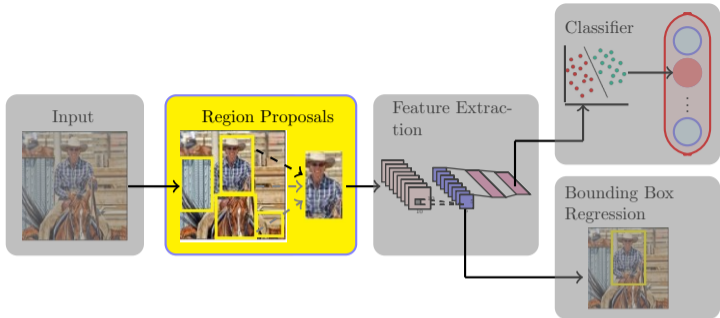 Input
Region Proposals
Feature Extrac-
tion
Classifier
Bounding Box
Regression